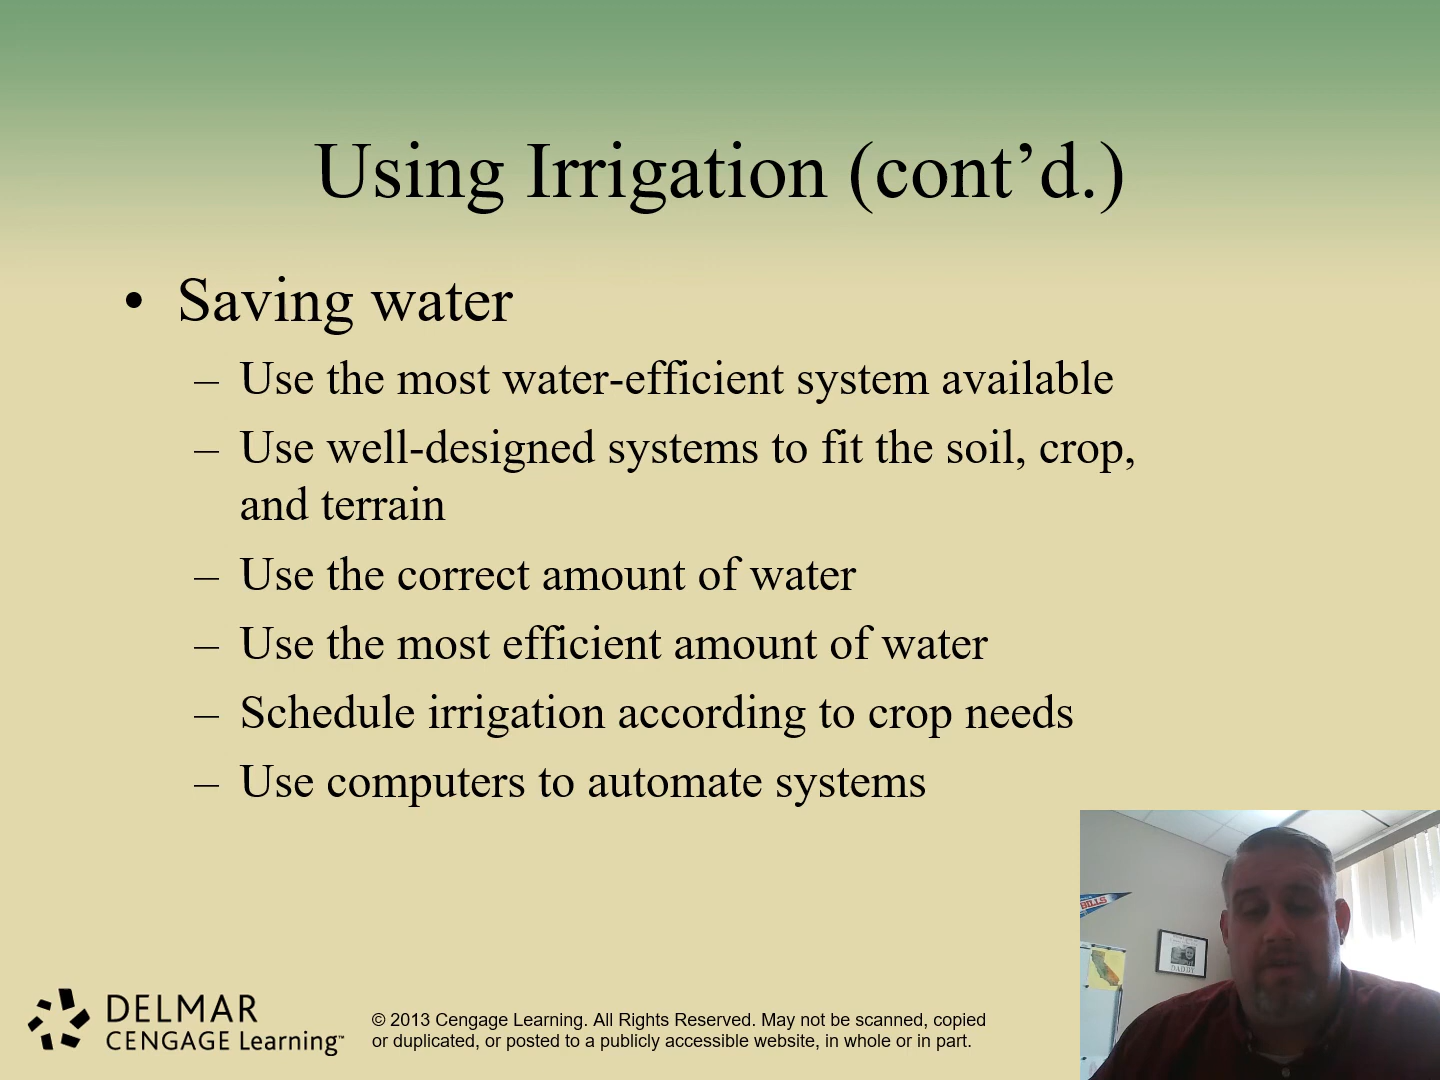 Using Irrigation (cont’d.)
• Saving water
– Use the most water-efficient system available
– Use well-designed systems to fit the soil, crop,
and terrain
– Use the correct amount of water
– Use the most efficient amount of water
– Schedule irrigation according to crop needs
– Use computers to automate systems
BILLS
DADDY
DELMAR
CENGAGE Learning™
© 2013 Cengage Learning. All Rights Reserved. May not be scanned, copied
or duplicated, or posted to a publicly accessible website, in whole or in part.